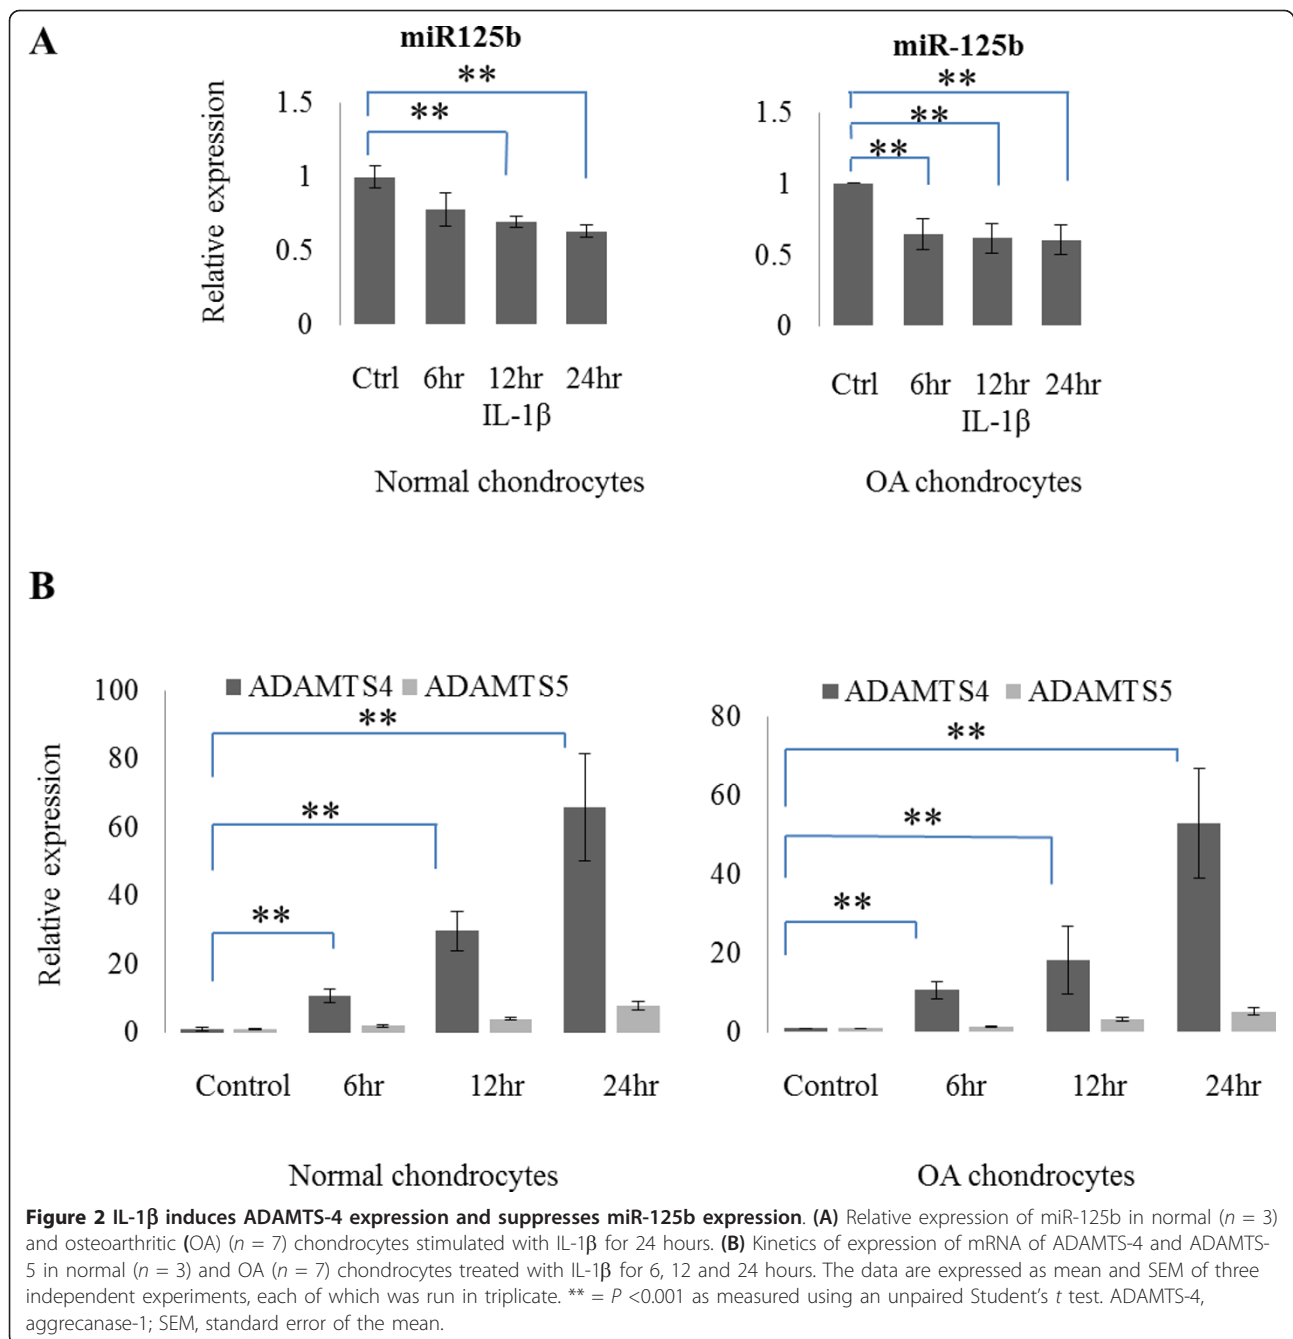 A
miR125b
**
**
Relative expression
1.5
1
0.5
0
Ctrl 6hr 12hr 24hr
IL-1β
Normal chondrocytes
miR-125b
**
**
**
1.5
1
0.5
0
Ctrl 6hr 12hr 24hr
IL-1β
OA chondrocytes
B
ADAMTS4 ADAMTS5
**
**
**
Relative expression
100
80
60
40
20
0
Control 6hr 12hr 24hr
Normal chondrocytes
ADAMTS4 ADAMTS5
**
**
**
80
60
40
20
0
Control 6hr 12hr 24hr
OA chondrocytes
Figure 2 IL-1β induces ADAMTS-4 expression and suppresses miR-125b expression. (A) Relative expression of miR-125b in normal (n = 3)
and osteoarthritic (OA) (n = 7) chondrocytes stimulated with IL-1β for 24 hours. (B) Kinetics of expression of mRNA of ADAMTS-4 and ADAMTS-
5 in normal (n = 3) and OA (n = 7) chondrocytes treated with IL-1β for 6, 12 and 24 hours. The data are expressed as mean and SEM of three
independent experiments, each of which was run in triplicate. ** = P <0.001 as measured using an unpaired Student's t test. ADAMTS-4,
aggrecanase-1; SEM, standard error of the mean.